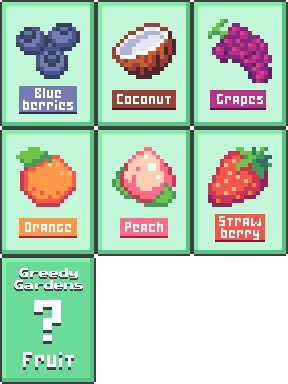 Blue
berries
Coconut
Grapes
Orange
Peach
Straw
berry
Greedy
Gardens
?
Fruit